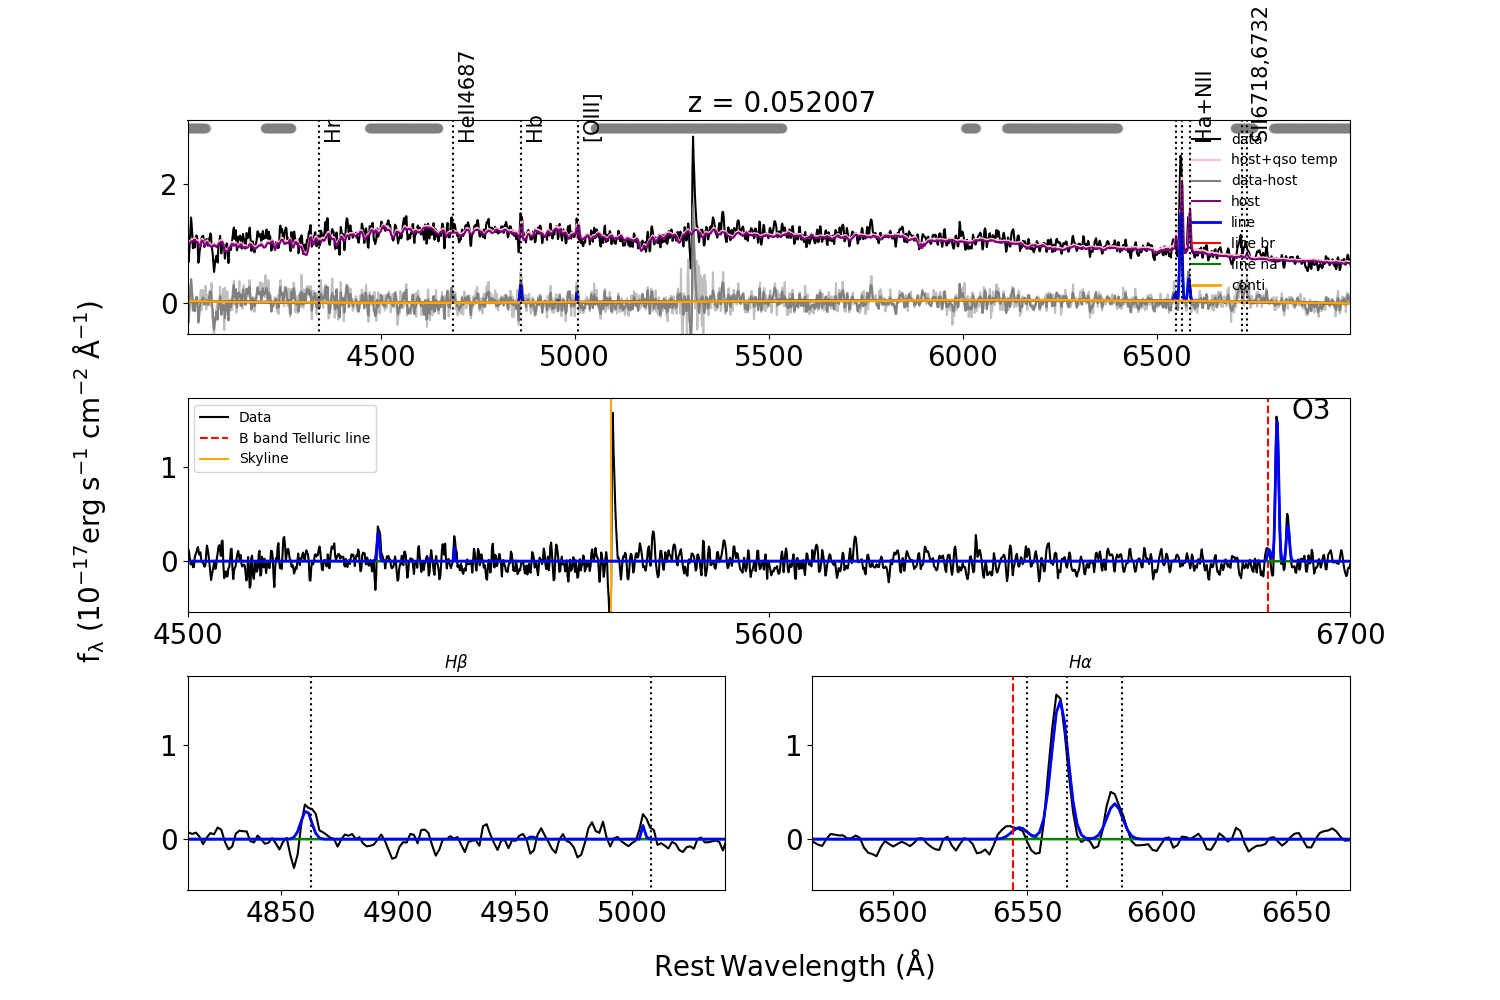 z = 0.052007
Hr
HeII4687
Hb
[OIII]
Ha+NII
SII6718,6732
data
host+qso temp
data-host
host
line
line br
line na
conti
2
0
4500
5000
5500
6000
6500
Data
B band Telluric line
Skyline
O3
1
0
4500
5600
6700
fλ (10−17erg s−1 cm−2 Å−1)
Hβ
1
0
4850
4900
4950
5000
Hα
1
0
6500
6550
6600
6650
Rest Wavelength (Å)